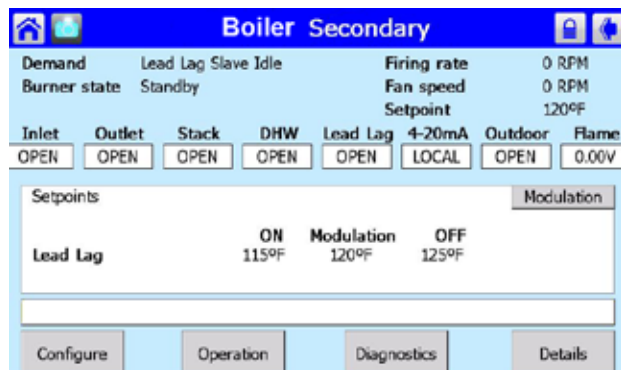 Boiler Secondary
Demand Lead Lag Slave Idle Firing rate 0 RPM
Burner state Standby Fan speed 0 RPM
Setpoint 120ºF
Inlet Outlet Stack DHW Lead Lag 4-20mA Outdoor Flame
OPEN OPEN OPEN OPEN OPEN LOCAL OPEN 0.00V
Setpoints Modulation
ON Modulation OFF
Lead Lag 115ºF 120ºF 125ºF
Configure Operation Diagnostics Details